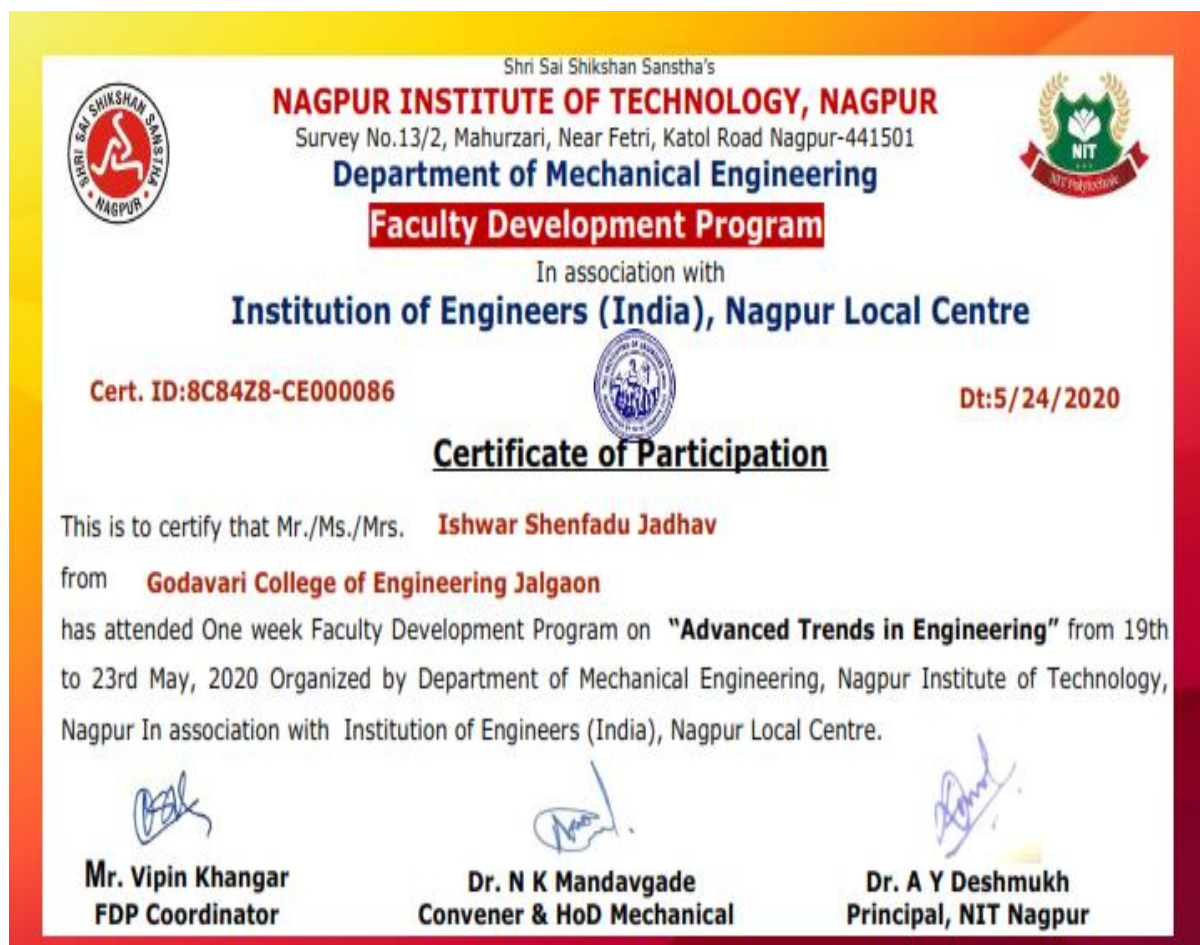 Shri Sai Shikshan Sanstha's
NAGPUR INSTITUTE OF TECHNOLOGY, NAGPUR
Survey No.13/2, Mahurzari, Near Fetri, Katol Road Nagpur-441501
Department of Mechanical Engineering
Faculty Development Program
In association with
Institution of Engineers (India), Nagpur Local Centre
SHRI SAI SHIKSHAN SANSTHA
NAGPUR
NIT
NIT Polytechnic
Cert. ID:8C84Z8-CE000086
Dt:5/24/2020
Certificate of Participation
This is to certify that Mr./Ms./Mrs. Ishwar Shenfadu Jadhav
from Godavari College of Engineering Jalgaon
has attended One week Faculty Development Program on "Advanced Trends in Engineering" from 19th
to 23rd May, 2020 Organized by Department of Mechanical Engineering, Nagpur Institute of Technology,
Nagpur In association with Institution of Engineers (India), Nagpur Local Centre.
Mr. Vipin Khangar
FDP Coordinator
Dr. N K Mandavgade
Convener & HoD Mechanical
Dr. A Y Deshmukh
Principal, NIT Nagpur